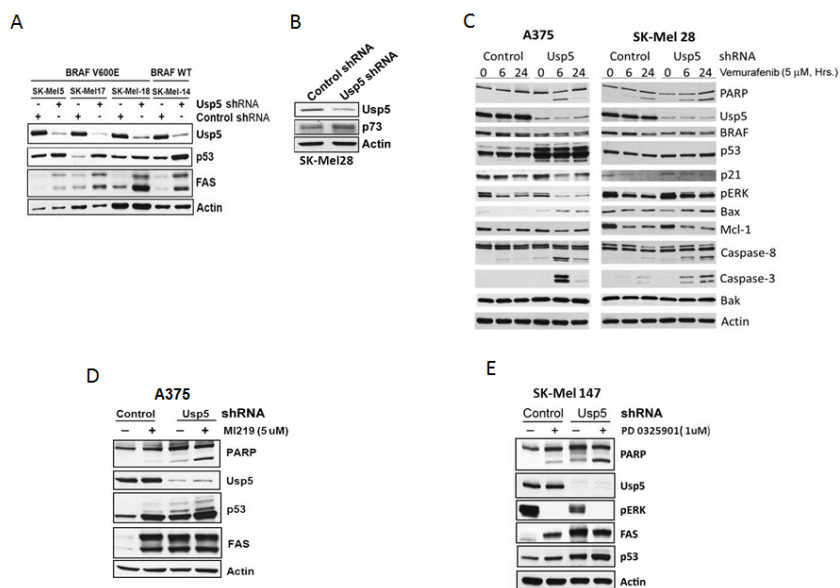 A
BRAF V600E BRAF WT
SK-Mel5 SK-Mel17 SK-Mel-18 SK-Mel-14
- + - + - + - + Usp5 shRNA
+ - + - + - + - Control shRNA
Usp5
p53
FAS
Actin
B
Control shRNA
Usp5 shRNA
Usp5
p73
Actin
SK-Mel28
C
A375 SK-Mel 28
Control Usp5 Control Usp5 shRNA
0 6 24 0 6 24 0 6 24 0 6 24 Vemurafenib (5 μM, Hrs.)
PARP
Usp5
BRAF
p53
p21
pERK
Bax
Mcl-1
Caspase-8
Caspase-3
Bak
Actin
D
A375
Control Usp5 shRNA
– + – + MI219 (5 uM)
PARP
Usp5
p53
FAS
Actin
E
SK-Mel 147
Control Usp5 shRNA
– + – + PD 0325901( 1uM)
PARP
Usp5
pERK
FAS
p53
Actin